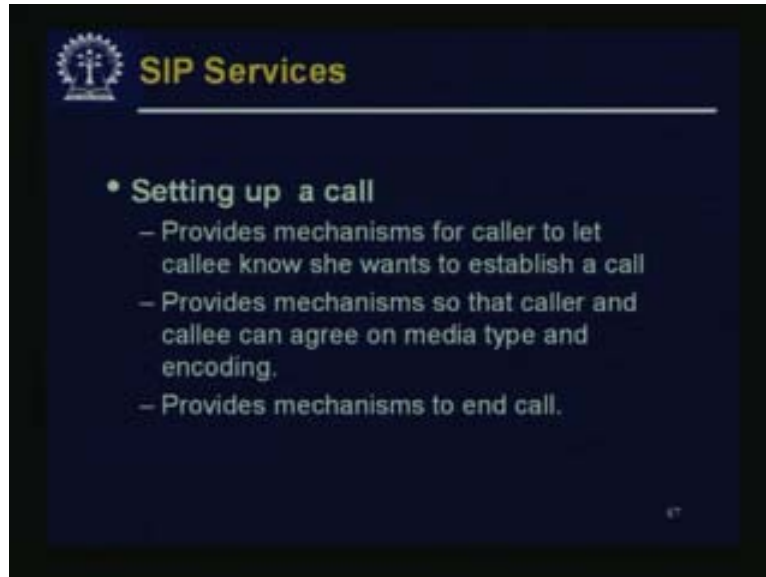 SIP Services
• Setting up a call
– Provides mechanisms for caller to let
callee know she wants to establish a call
– Provides mechanisms so that caller and
callee can agree on media type and
encoding.
– Provides mechanisms to end call.